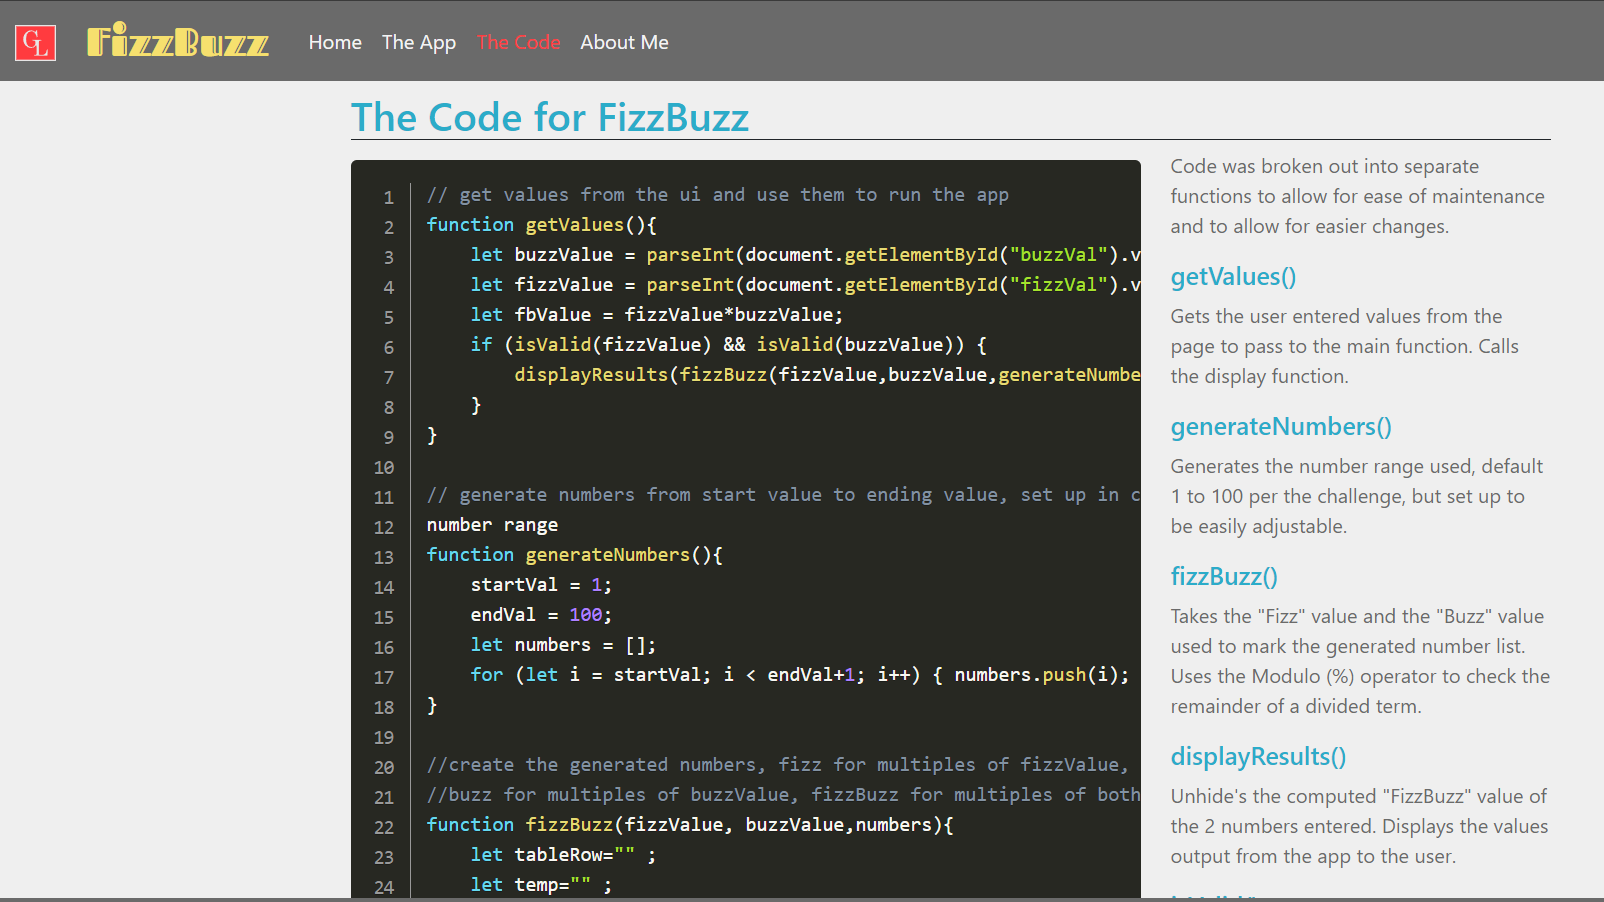 GL
FizzBuzz
Home The App The Code About Me
The Code for FizzBuzz
1 // get values from the ui and use them to run the app
2 function getValues(){
3 let buzzValue = parseInt(document.getElementById("buzzVal").v
4 let fizzValue = parseInt(document.getElementById("fizzVal").v
5 let fbValue = fizzValue*buzzValue;
6 if (isValid(fizzValue) && isValid(buzzValue)) {
7 displayResults(fizzBuzz(fizzValue,buzzValue,generateNumbe
8 }
9 }
10
11 // generate numbers from start value to ending value, set up in c
12 number range
13 function generateNumbers(){
14 startVal = 1;
15 endVal = 100;
16 let numbers = [];
17 for (let i = startVal; i < endVal+1; i++) { numbers.push(i);
18 }
19
20 //create the generated numbers, fizz for multiples of fizzValue,
21 //buzz for multiples of buzzValue, fizzBuzz for multiples of both
22 function fizzBuzz(fizzValue, buzzValue,numbers){
23 let tableRow="" ;
24 let temp="" ;
Code was broken out into separate
functions to allow for ease of maintenance
and to allow for easier changes.
getValues()
Gets the user entered values from the
page to pass to the main function. Calls
the display function.
generateNumbers()
Generates the number range used, default
1 to 100 per the challenge, but set up to
be easily adjustable.
fizzBuzz()
Takes the "Fizz" value and the "Buzz" value
used to mark the generated number list.
Uses the Modulo (%) operator to check the
remainder of a divided term.
displayResults()
Unhide's the computed "FizzBuzz" value of
the 2 numbers entered. Displays the values
output from the app to the user.